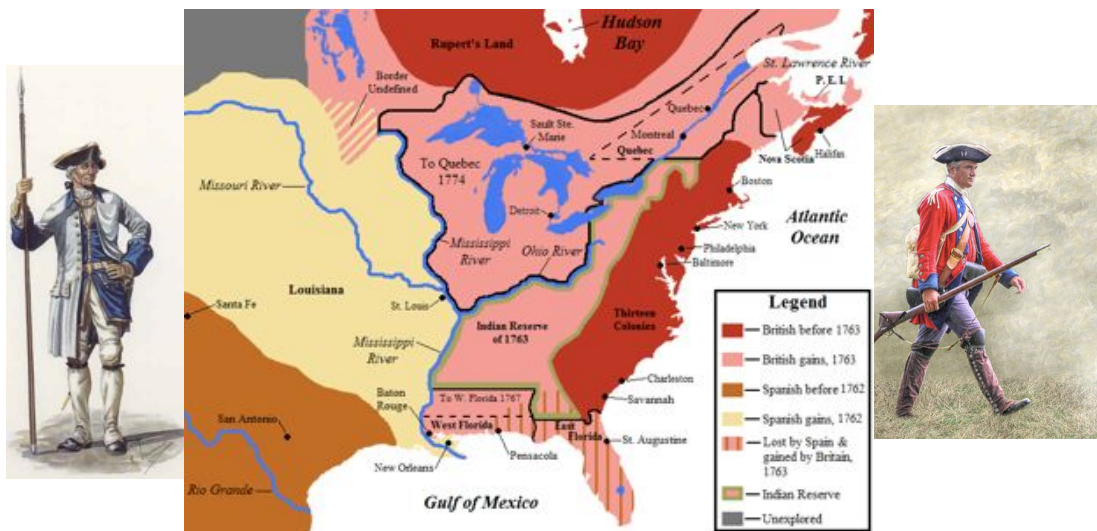 Hudson
Bay
Rupert's Land
St. Lawrence River
Border
Undefined
P.E.I.
Quebec
Sault Ste.
Marie
Montreal
Quebec
Nova Scotia
Halifax
To Quebec
1774
Missouri River
Detroit
Boston
Mississippi
River
Ohio River
New York
Atlantic
Ocean
Philadelphia
Baltimore
Louisiana
St. Louis
Santa Fe
Indian Reserve
of 1763
Thirteen
Colonies
Mississippi
River
Charleston
Savannah
Baton
Rouge
To W. Florida 1767
San Antonio
West Florida
East
Florida
St. Augustine
New Orleans
Pensacola
Rio Grande
Gulf of Mexico
Legend
British before 1763
British gains, 1763
Spanish before 1762
Spanish gains, 1762
Lost by Spain &
gained by Britain,
1763
Indian Reserve
Unexplored